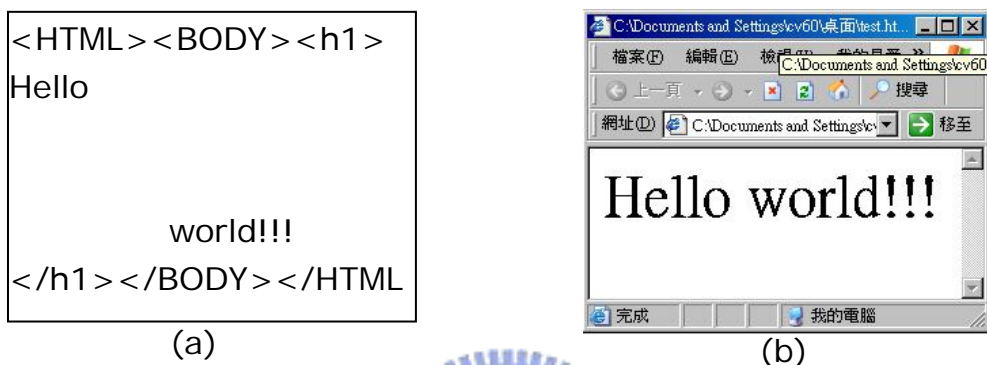 <HTML><BODY><h1>
Hello
world!!!
</h1></BODY></HTML
(a)
C:\Documents and Settings\cv60\桌面\test.ht...
檔案(F) 編輯(E)
C:\Documents and Settings\cv60
上一頁 搜尋
網址(D) C:\Documents and Settings\cv 移至
Hello world!!!
完成 我的電腦
(b)